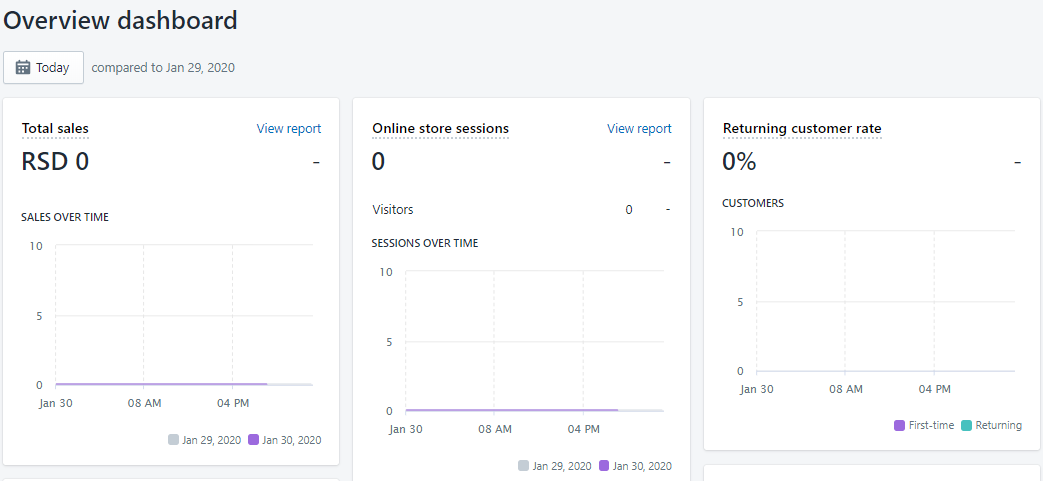 Overview dashboard
Today compared to Jan 29, 2020
Total sales View report
RSD 0 -
SALES OVER TIME
10
5
0
Jan 30 08 AM 04 PM
Jan 29, 2020 Jan 30, 2020
Online store sessions View report
0 -
Visitors 0 -
SESSIONS OVER TIME
10
5
0
Jan 30 08 AM 04 PM
Jan 29, 2020 Jan 30, 2020
Returning customer rate
0% -
CUSTOMERS
10
5
0
Jan 30 08 AM 04 PM
First-time Returning